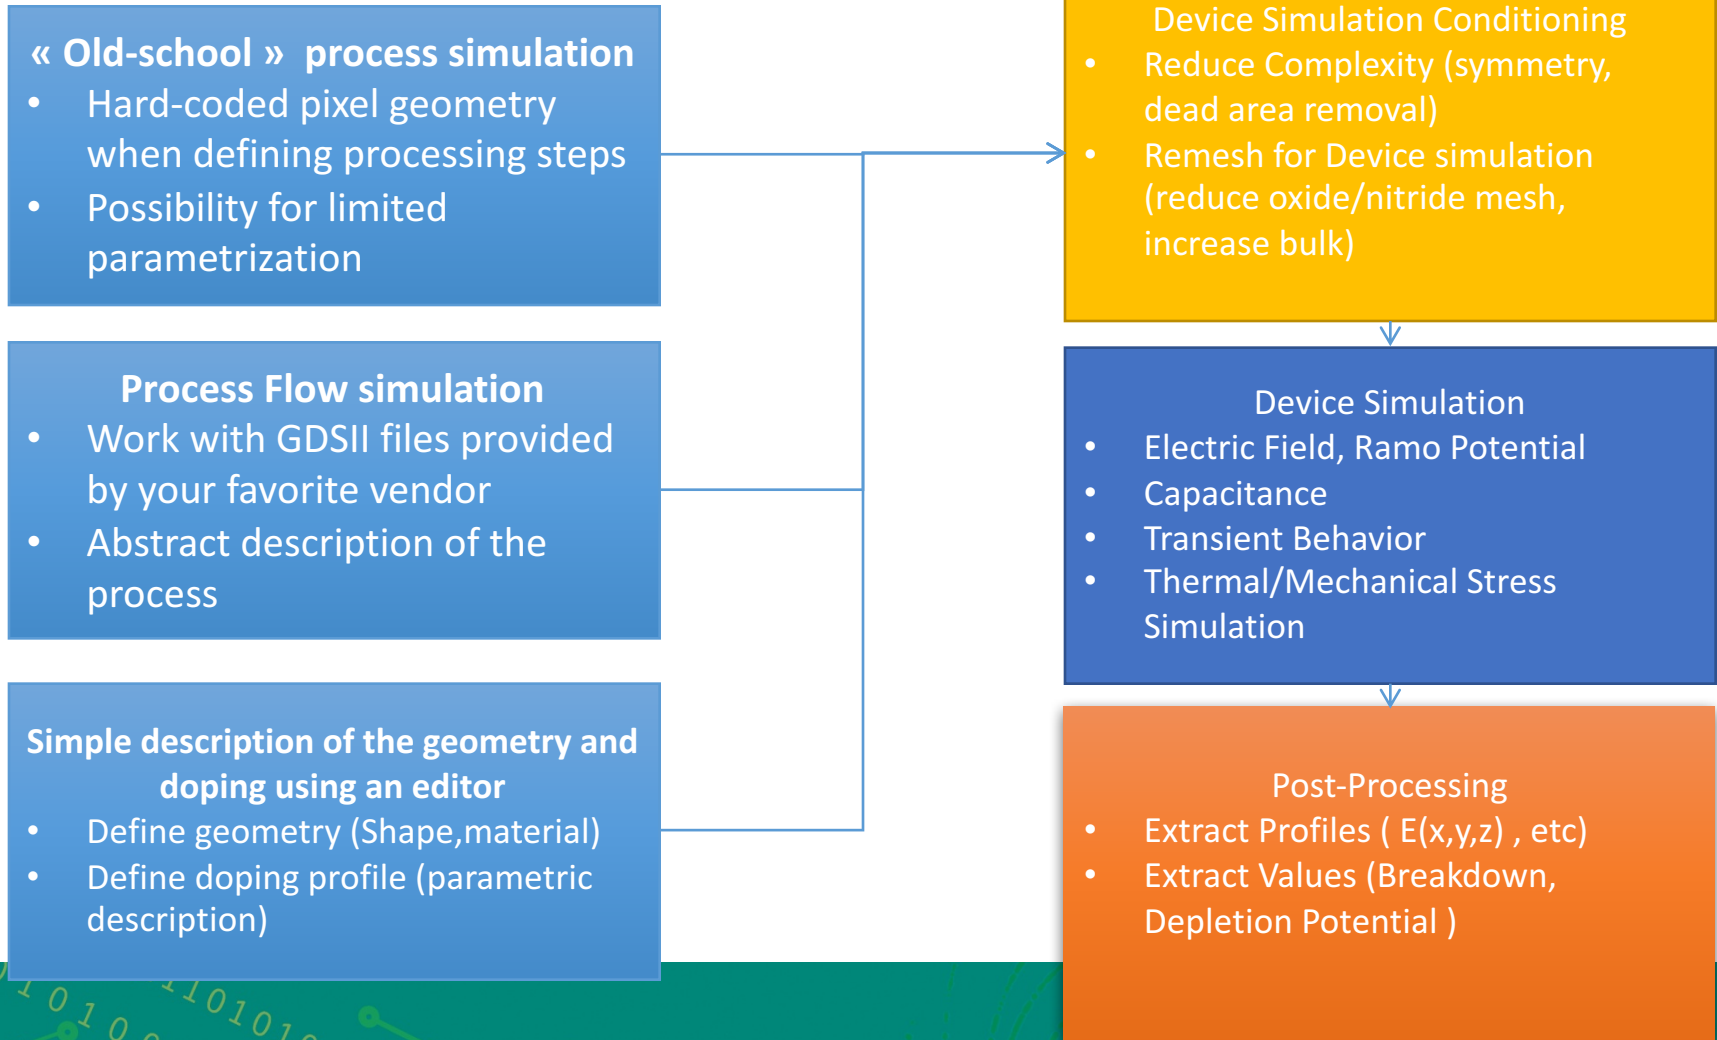 « Old-school »  process simulation
• Hard-coded pixel geometry
when defining processing steps
• Possibility for limited
parametrization
Process Flow simulation
• Work with GDSII files provided
by your favorite vendor
• Abstract description of the
process
Simple description of the geometry and
doping using an editor
• Define geometry (Shape,material)
• Define doping profile (parametric
description)
Device Simulation Conditioning
• Reduce Complexity (symmetry,
dead area removal)
• Remesh for Device simulation
(reduce oxide/nitride mesh,
increase bulk)
Device Simulation
• Electric Field, Ramo Potential
• Capacitance
• Transient Behavior
• Thermal/Mechanical Stress
Simulation
Post-Processing
• Extract Profiles ( E(x,y,z) , etc)
• Extract Values (Breakdown,
Depletion Potential )